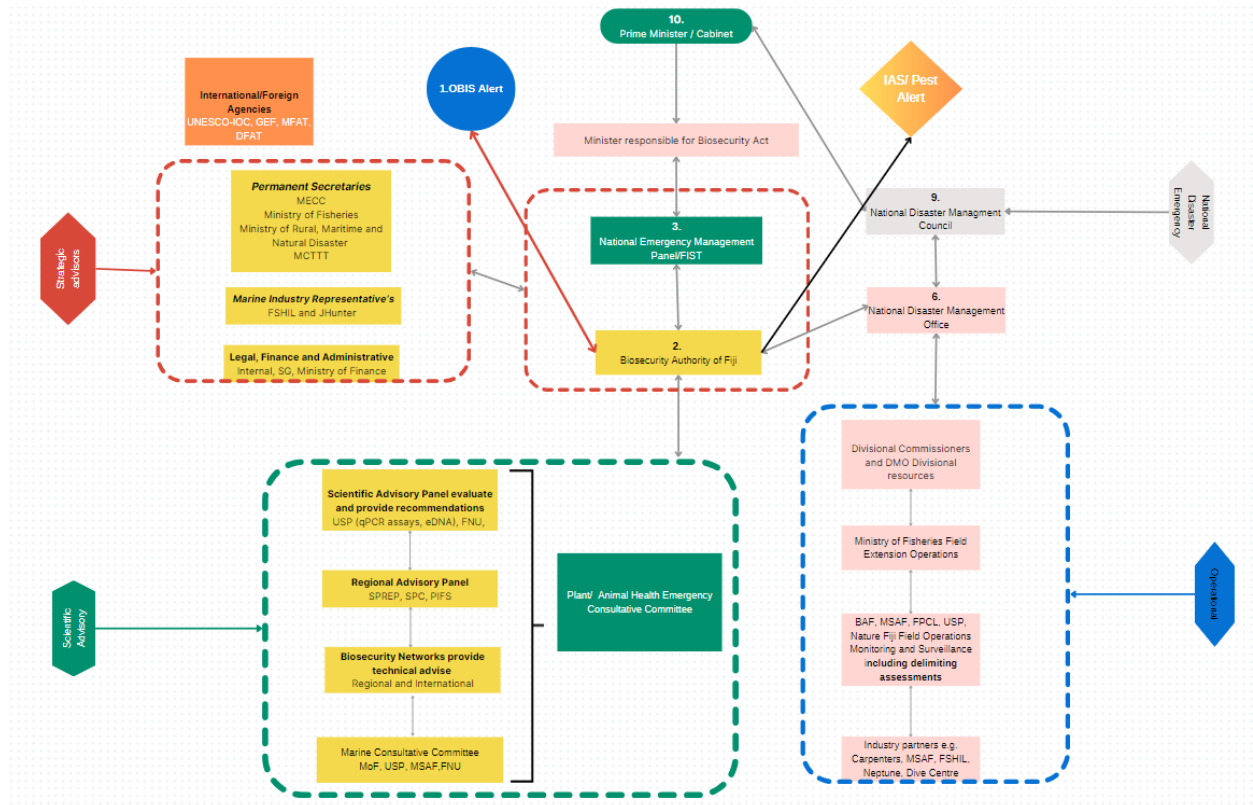 10.
Prime Minister / Cabinet
International/Foreign
Agencies
UNESCO-IOC, GEF, MFAT,
DFAT
1.OBIS Alert
IAS/ Pest
Alert
Minister responsible for Biosecurity Act
Permanent Secretaries
MECC
Ministry of Fisheries
Ministry of Rural, Maritime and
Natural Disaster
MCTTT
Marine Industry Representative's
FSHIL and JHunter
Legal, Finance and Administrative
Internal, SG, Ministry of Finance
Strategic
advisors
3.
National Emergency Management
Panel/FIST
2.
Biosecurity Authority of Fiji
9.
National Disaster Managment
Council
6.
National Disaster Management
Office
National
Disaster
Emergency
Scientific Advisory Panel evaluate
and provide recommendations
USP (qPCR assays, eDNA), FNU,
Regional Advisory Panel
SPREP, SPC, PIFS
Biosecurity Networks provide
technical advise
Regional and International
Marine Consultative Committee
MoF, USP, MSAF,FNU
Plant/ Animal Health Emergency
Consultative Committee
Scientific
Advisory
Divisional Commissioners
and DMO Divisional
resources
Ministry of Fisheries Field
Extension Operations
BAF, MSAF, FPCL, USP,
Nature Fiji Field Operations
Monitoring and Surveillance
including delimiting
assessments
Industry partners e.g.
Carpenters, MSAF, FSHIL,
Neptune, Dive Centre
Operational